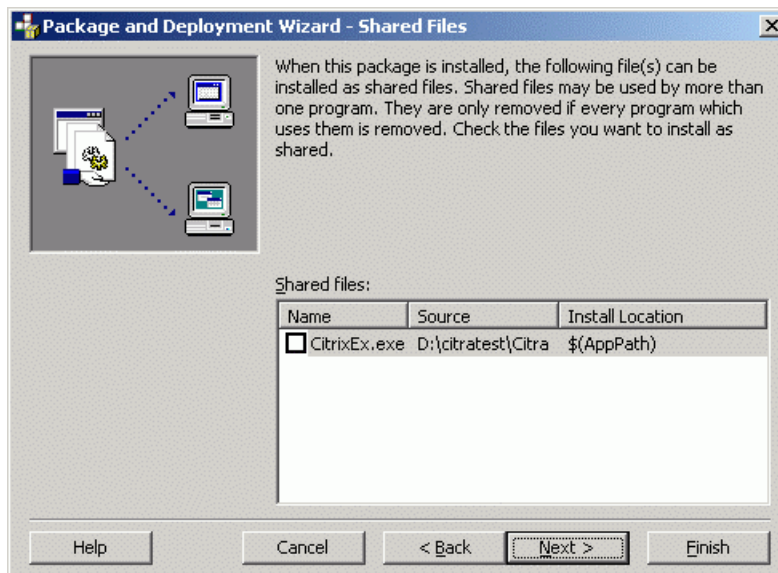 Package and Deployment Wizard - Shared Files
When this package is installed, the following file(s) can be
installed as shared files. Shared files may be used by more than
one program. They are only removed if every program which
uses them is removed. Check the files you want to install as
shared.
Shared files:
Name Source Install Location
CitrixEx.exe D:\citratest\Citra $(AppPath)
Help Cancel < Back Next > Finish